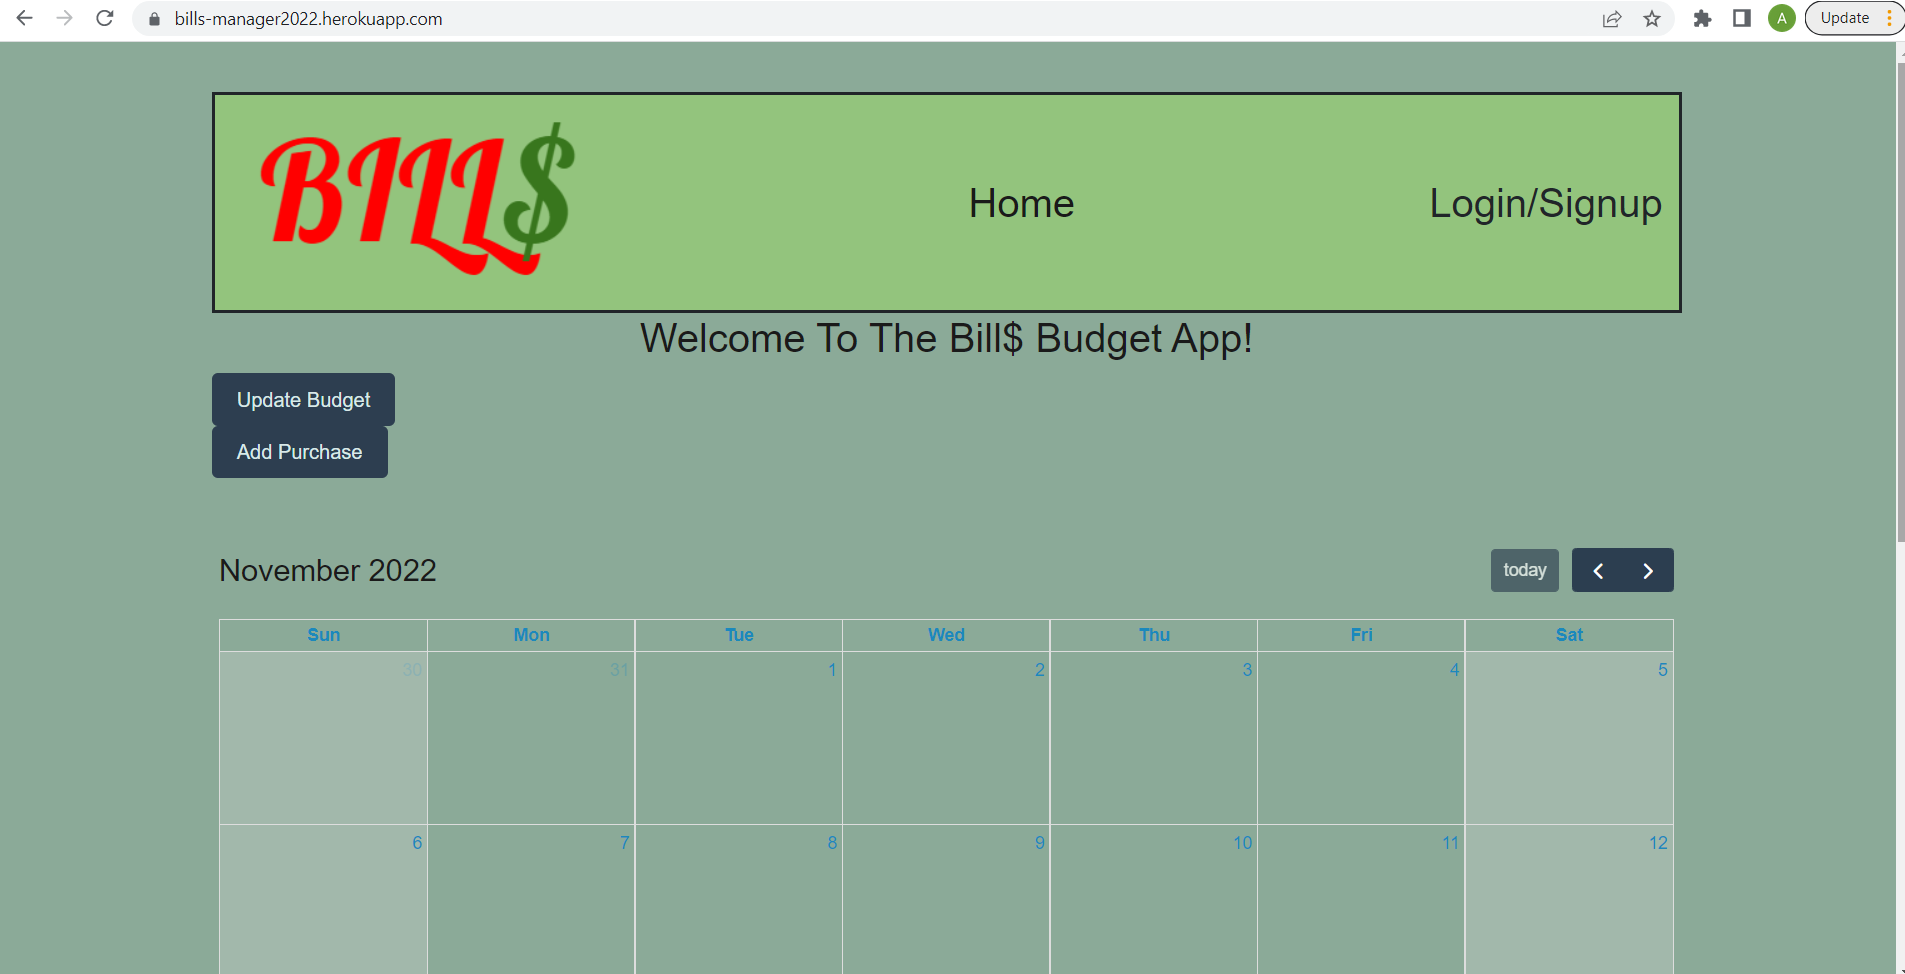 bills-manager2022.herokuapp.com A Update
BILL$ Home Login/Signup
Welcome To The Bill$ Budget App!
Update Budget
Add Purchase
November 2022 today
Sun Mon Tue Wed Thu Fri Sat
30 31 1 2 3 4 5
6 7 8 9 10 11 12